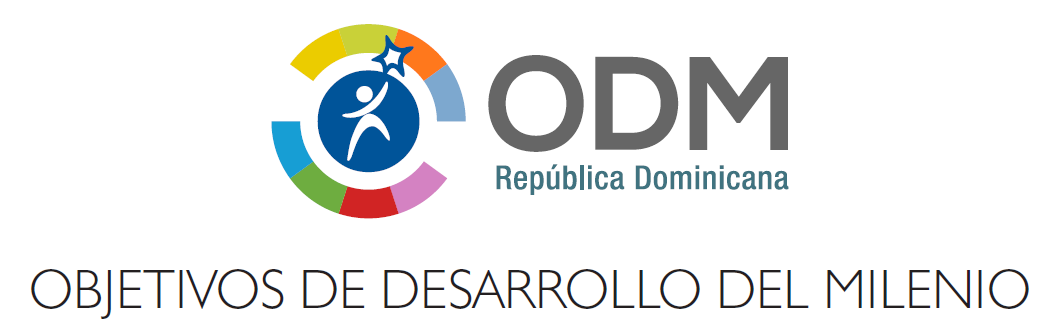 ODM
República Dominicana
OBJETIVOS DE DESARROLLO DEL MILENIO